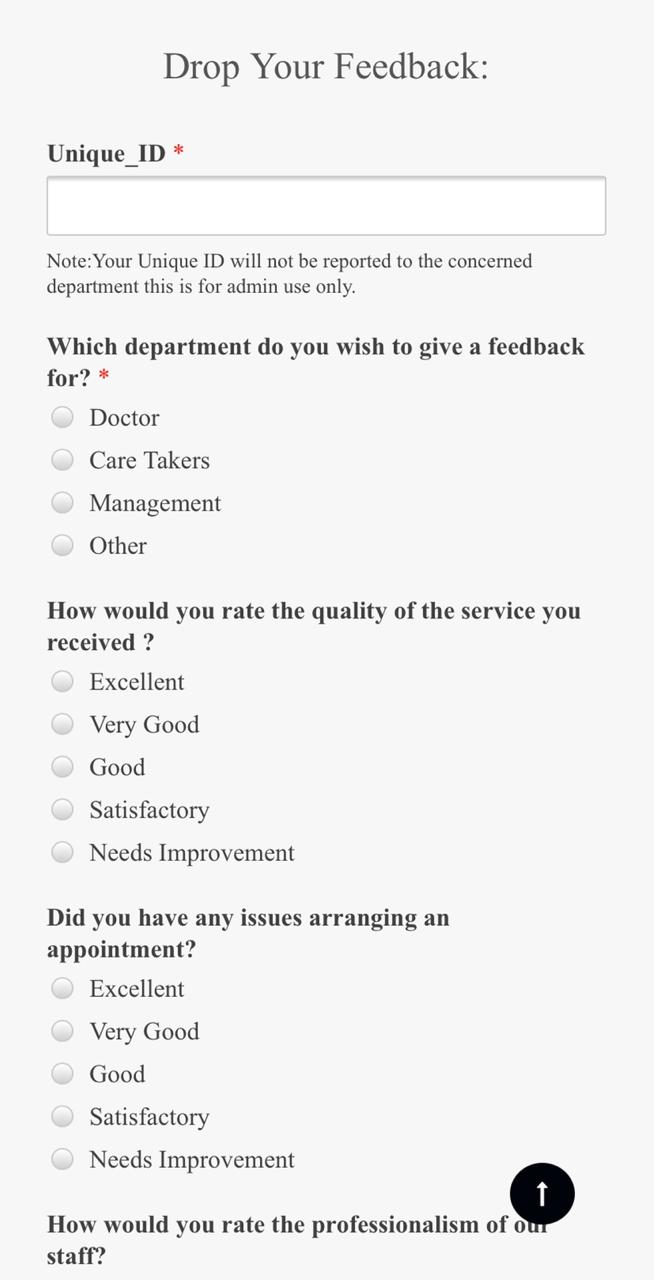 Drop Your Feedback:
Unique_ID *
Note:Your Unique ID will not be reported to the concerned
department this is for admin use only.
Which department do you wish to give a feedback
for? *
Doctor
Care Takers
Management
Other
How would you rate the quality of the service you
received ?
Excellent
Very Good
Good
Satisfactory
Needs Improvement
Did you have any issues arranging an
appointment?
Excellent
Very Good
Good
Satisfactory
Needs Improvement
How would you rate the professionalism of our
staff?